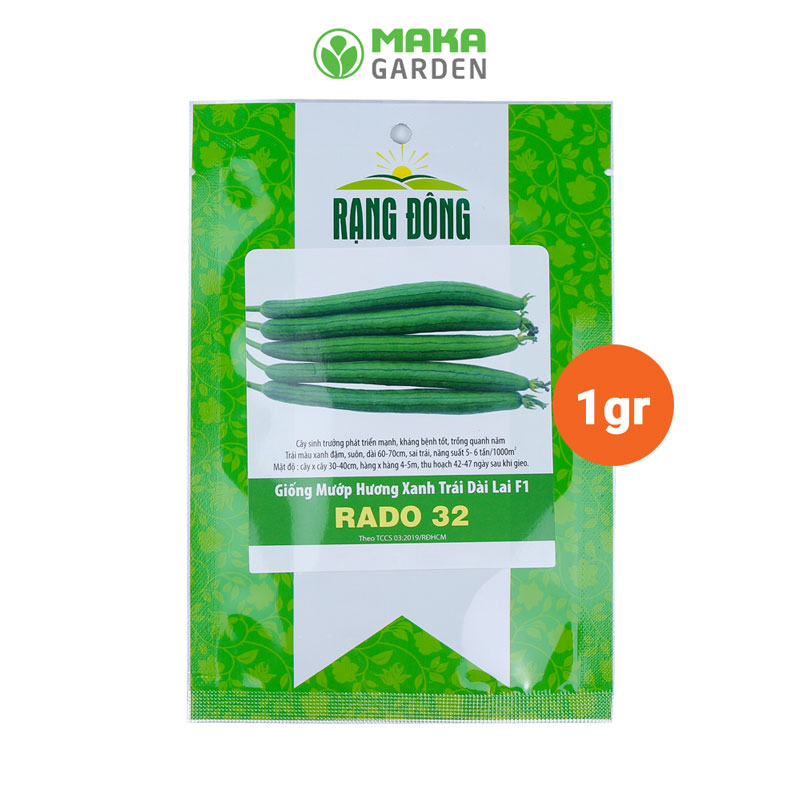 MAKA
GARDEN
RẠNG ĐÔNG
Cây sinh trưởng phát triển mạnh, kháng bệnh tốt, trồng quanh năm
Trái màu xanh đậm, suôn, dài 60-70cm, sai trái, năng suất 5- 6 tấn/1000m²
Mật độ : cây x cây 30-40cm, hàng x hàng 4-5m, thu hoạch 42-47 ngày sau khi gieo.
1gr
Giống Mướp Hương Xanh Trái Dài Lai F1
RADO 32
Theo TCCS 03:2019/RĐHCM